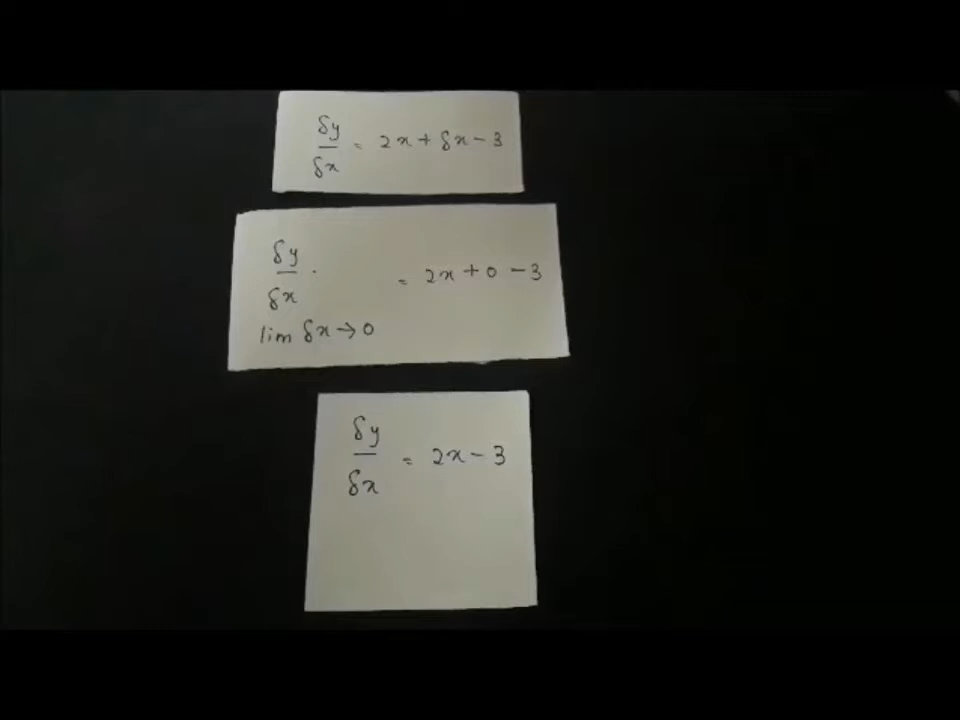 δy/δx = 2x + δx - 3
δy/δx . = 2x + 0 - 3
lim δx → 0
δy/δx = 2x - 3